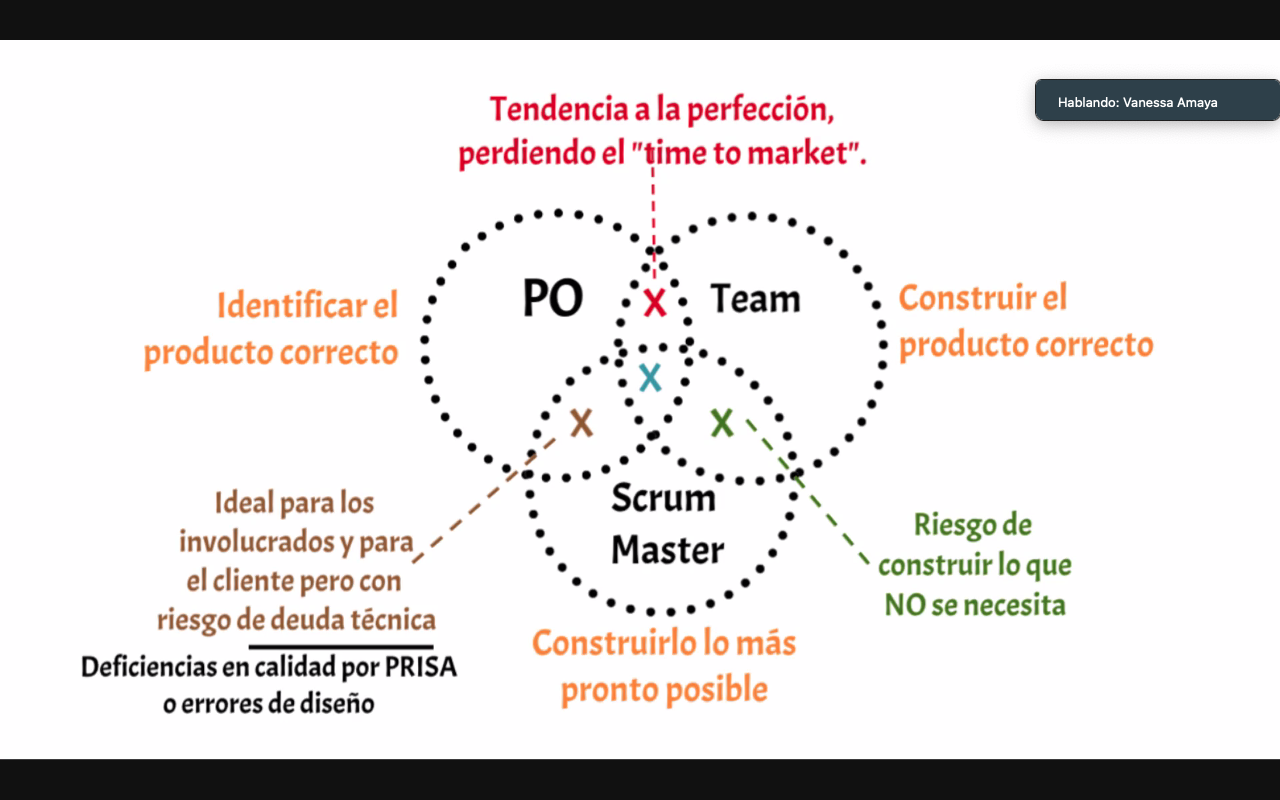 Hablando: Vanessa Amaya
Tendencia a la perfección,
perdiendo el "time to market".
PO
Team
Identificar el
producto correcto
Construir el
producto correcto
X
X
X
X
Scrum
Master
Ideal para los
involucrados y para
el cliente pero con
riesgo de deuda técnica
Deficiencias en calidad por PRISA
o errores de diseño
Riesgo de
construir lo que
NO se necesita
Construirlo lo más
pronto posible